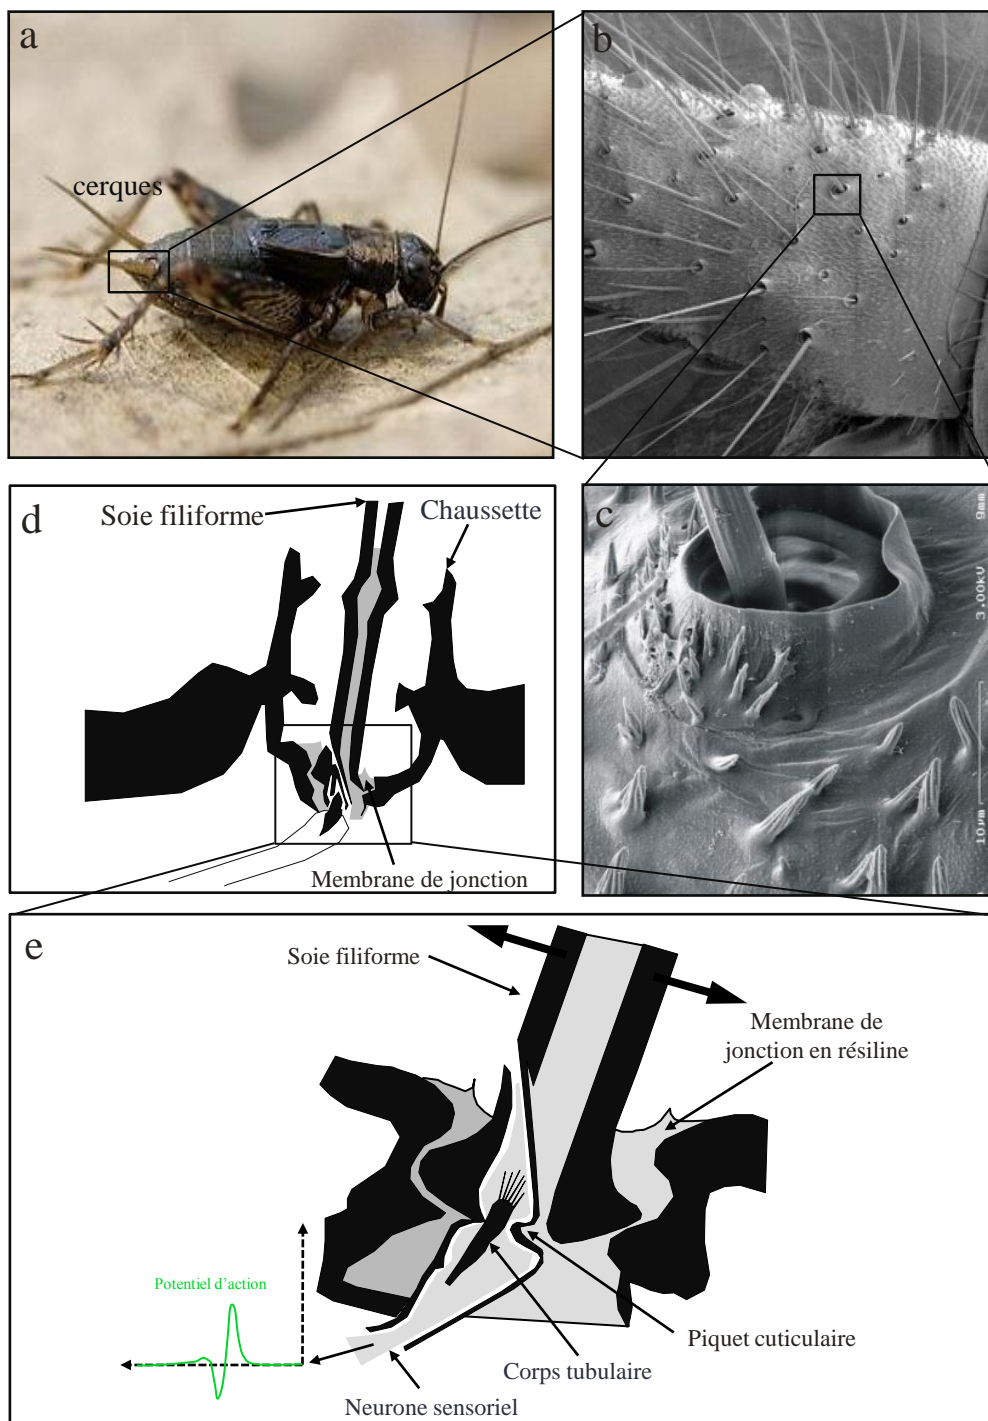 a
cerques
b
d
Soie filiforme
Chaussette
Membrane de jonction
c
9mm
3.00kV
10µm
e
Soie filiforme
Membrane de
jonction en résiline
Potentiel d’action
Piquet cuticulaire
Corps tubulaire
Neurone sensoriel